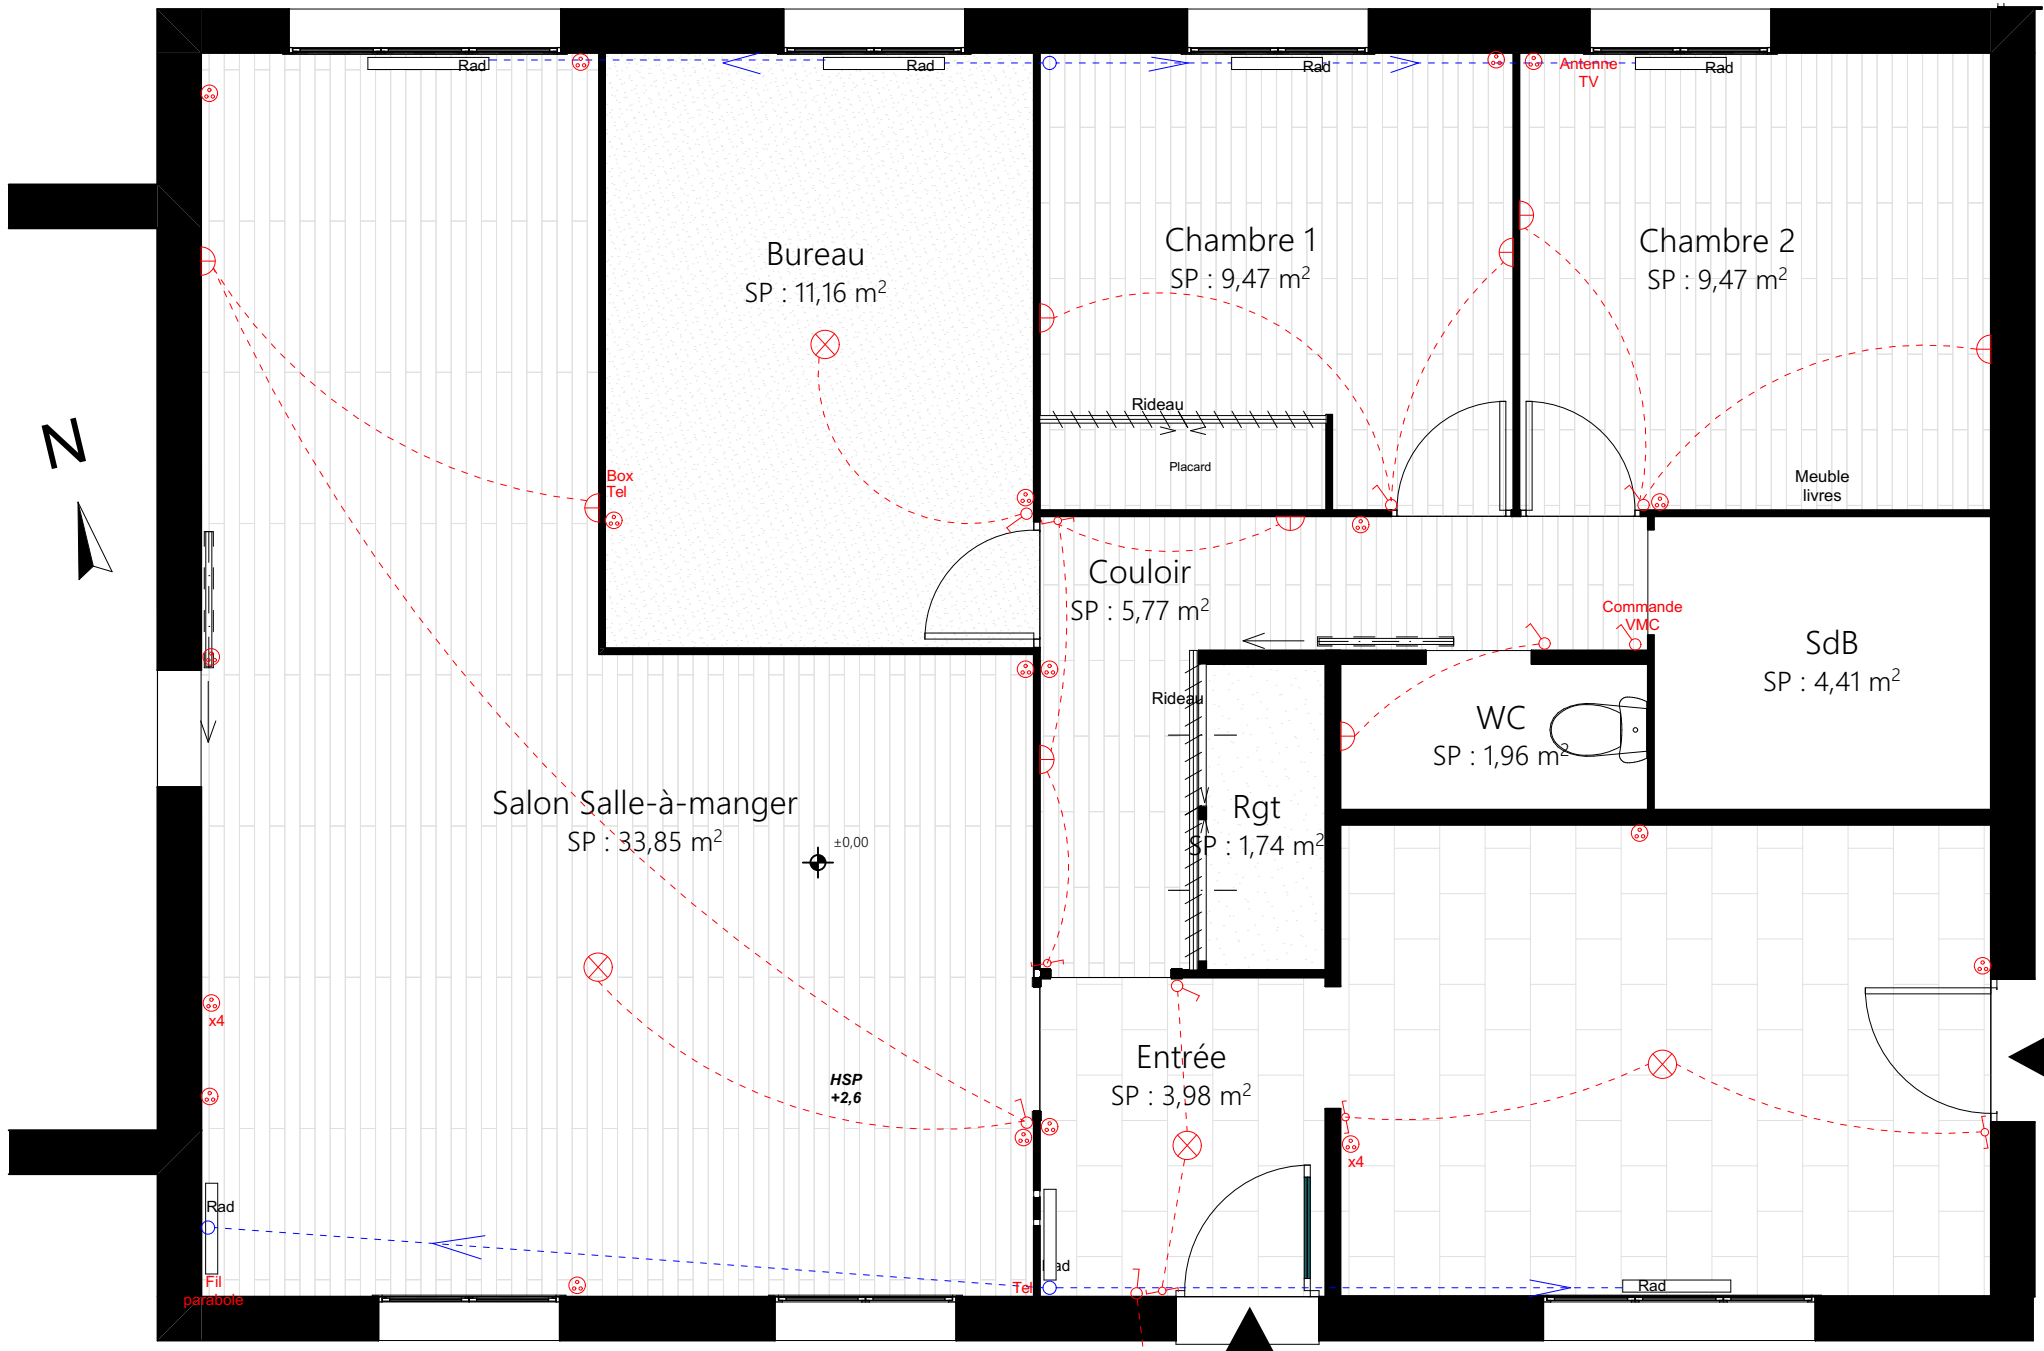 Rad
Rad
Rad
Rad
Antenne
TV
Bureau
SP : 11,16 m²
Chambre 1
SP : 9,47 m²
Chambre 2
SP : 9,47 m²
N
Rideau
Placard
Box
Tel
Meuble
livres
Couloir
SP : 5,77 m²
Commande
VMC
SdB
SP : 4,41 m²
Rideau
WC
SP : 1,96 m²
Salon Salle-à-manger
SP : 33,85 m²
±0,00
Rgt
SP : 1,74 m²
x4
Entrée
SP : 3,98 m²
HSP
+2,6
x4
Rad
Rad
Fil
parabole
Tel
Rad